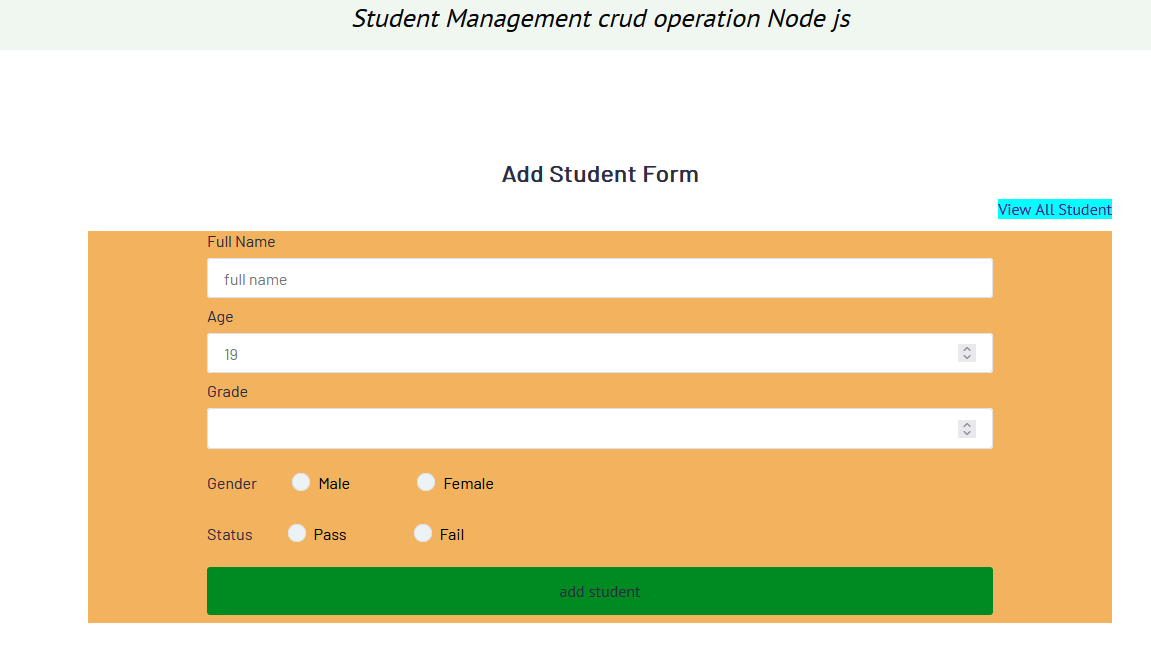 Student Management crud operation Node js
Add Student Form
View All Student
Full Name
full name
Age
19
Grade
Gender Male Female
Status Pass Fail
add student